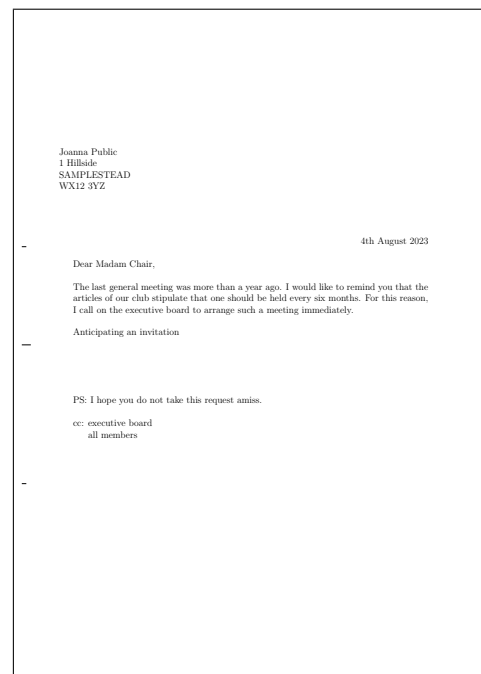 Joanna Public
1 Hillside
SAMPLESTEAD
WX12 3YZ
4th August 2023
Dear Madam Chair,
The last general meeting was more than a year ago. I would like to remind you that the
articles of our club stipulate that one should be held every six months. For this reason,
I call on the executive board to arrange such a meeting immediately.
Anticipating an invitation
PS: I hope you do not take this request amiss.
cc: executive board
all members